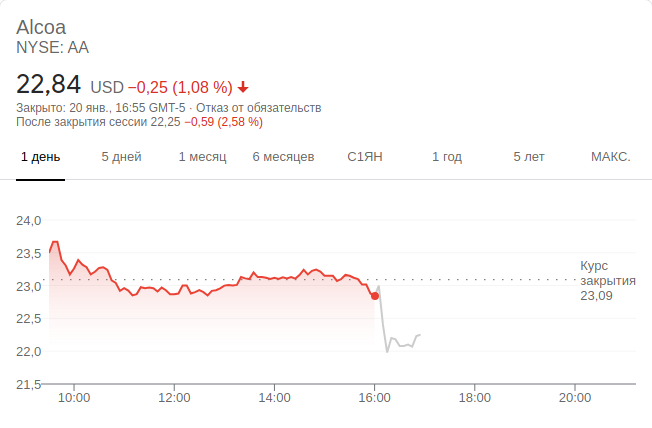 Alcoa
NYSE: AA
22,84 USD −0,25 (1,08 %)
Закрыто: 20 янв., 16:55 GMT-5 · Отказ от обязательств
После закрытия сессии 22,25 −0,59 (2,58 %)
1 день 5 дней 1 месяц 6 месяцев С1ЯН 1 год 5 лет МАКС.
24,0
23,5
Курс
закрытия
23,09
23,0
22,5
22,0
21,5
10:00 12:00 14:00 16:00 18:00 20:00